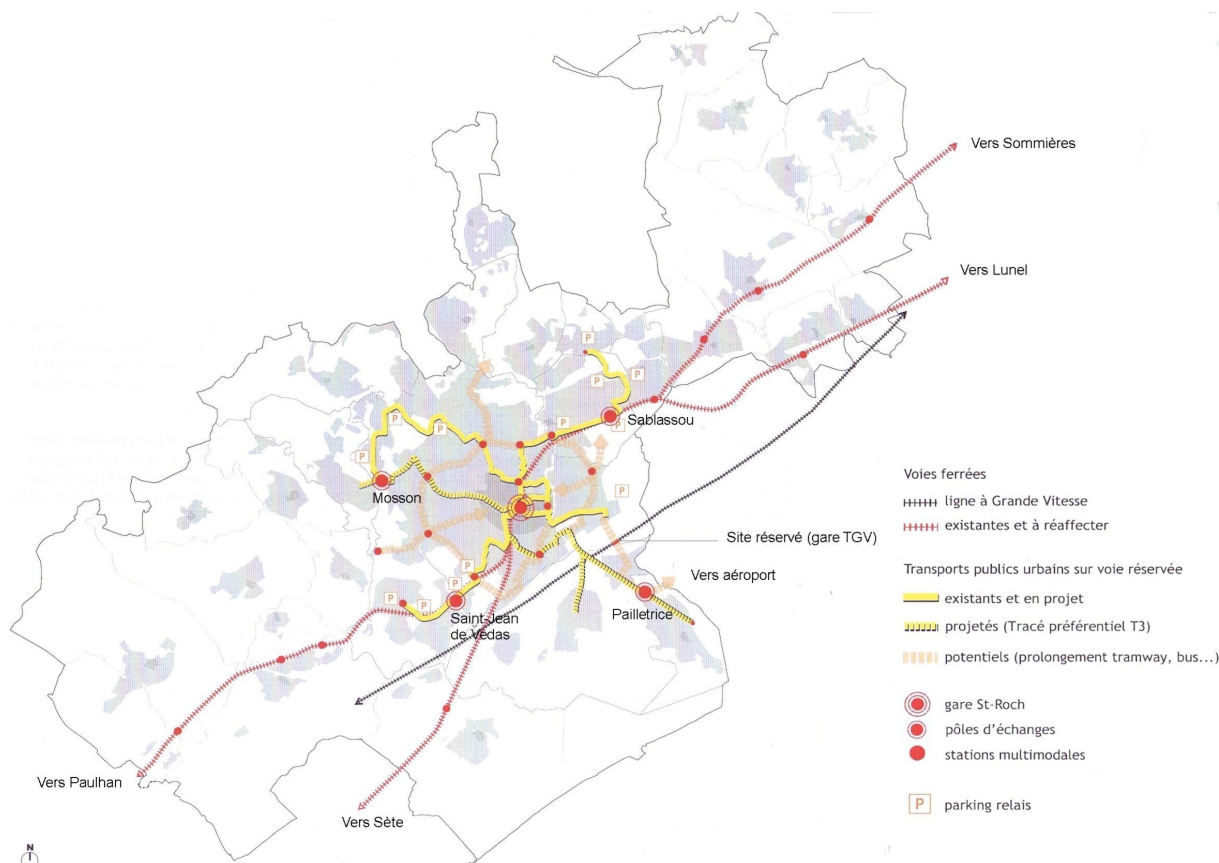 Vers Sommières
Vers Lunel
P
P
P
P
Sablassou
P
P
P
P
Mosson
P
Site réservé (gare TGV)
Vers aéroport
P
P
P
P
Saint-Jean
de Védas
Pailletrice
Vers Paulhan
Vers Sète
N
Voies ferrées
ligne à Grande Vitesse
existantes et à réaffecter
Transports publics urbains sur voie réservée
existants et en projet
projetés (Tracé préférentiel T3)
potentiels (prolongement tramway, bus...)
gare St-Roch
pôles d'échanges
stations multimodales
P parking relais